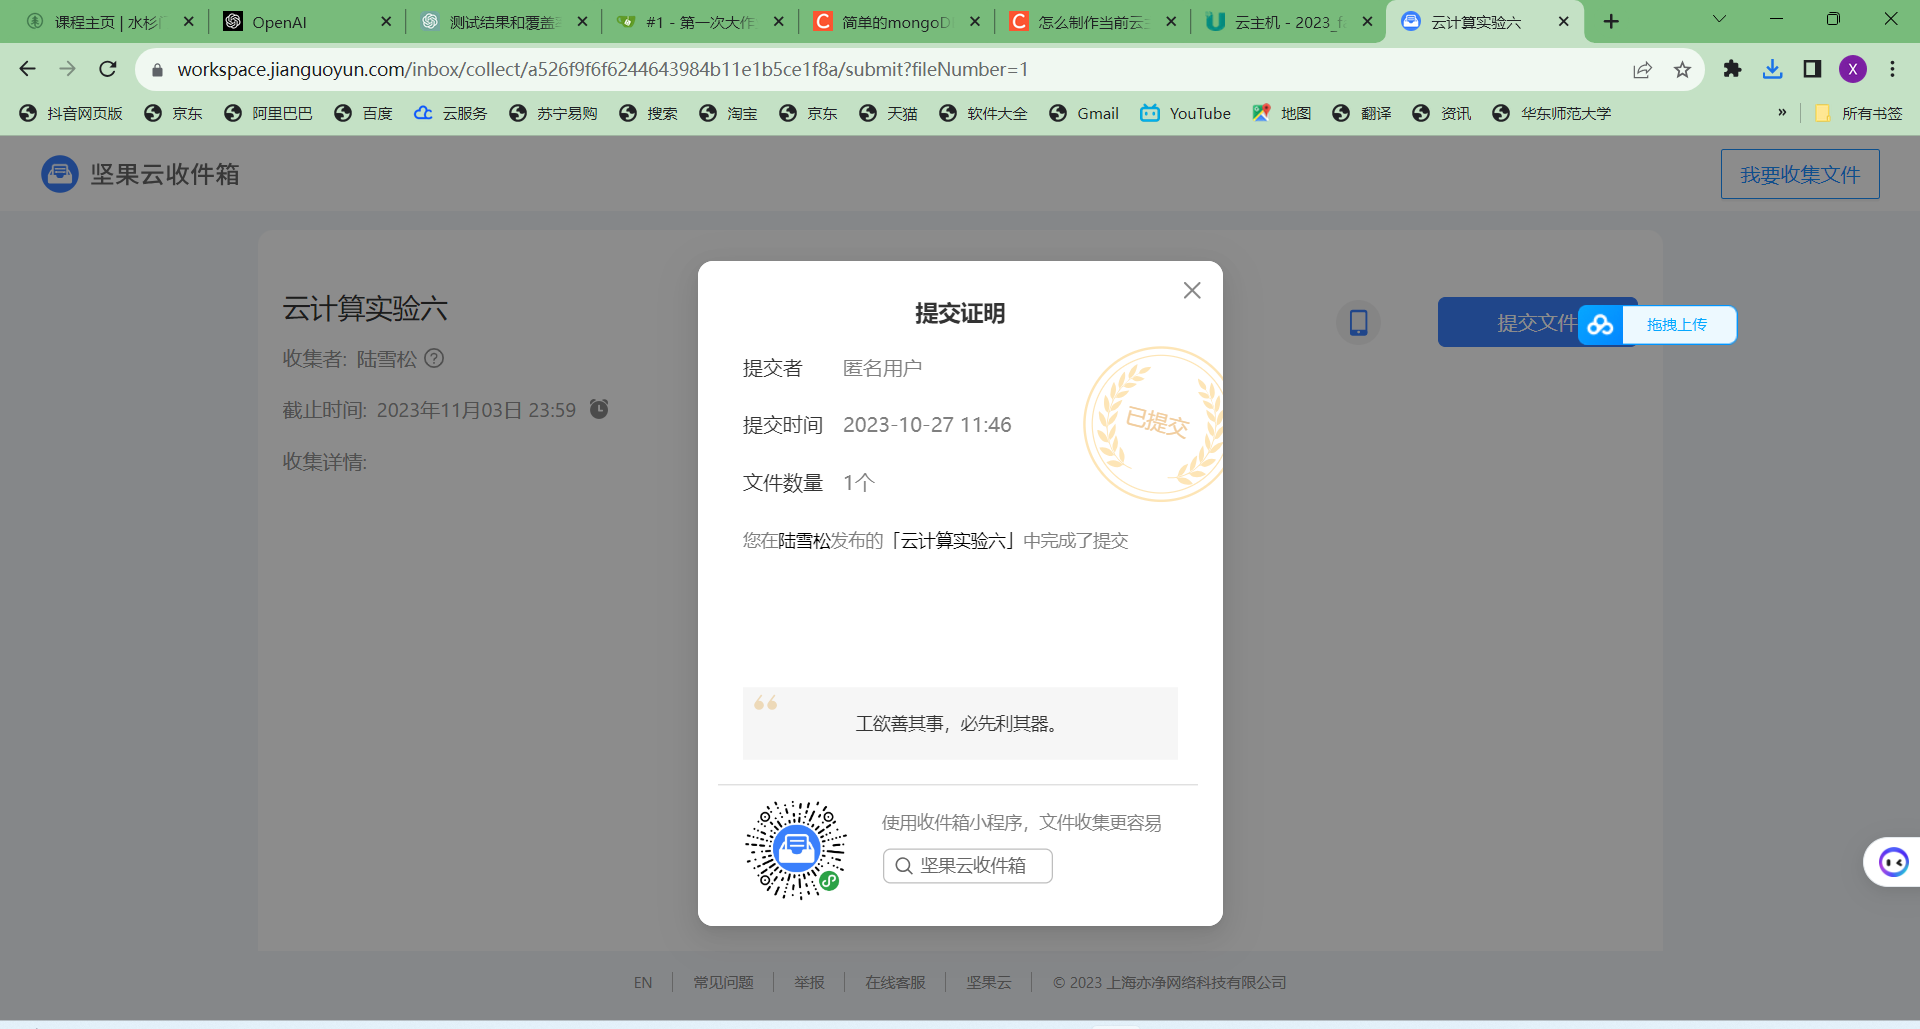 课程主页 | 水杉
OpenAI
测试结果和覆盖
#1 - 第一次大作
简单的mongoD
怎么制作当前云
云主机 - 2023_f
云计算实验六
workspace.jianguoyun.com/inbox/collect/a526f9f6f6244643984b11e1b5ce1f8a/submit?fileNumber=1
X
抖音网页版
京东
阿里巴巴
百度
云服务
苏宁易购
搜索
淘宝
京东
天猫
软件大全
Gmail
YouTube
地图
翻译
资讯
华东师范大学
»
所有书签
坚果云收件箱
我要收集文件
云计算实验六
收集者: 陆雪松
截止时间: 2023年11月03日 23:59
收集详情:
提交文件
拖拽上传
提交证明
提交者 匿名用户
提交时间 2023-10-27 11:46
文件数量 1个
已提交
您在陆雪松发布的「云计算实验六」中完成了提交
工欲善其事，必先利其器。
使用收件箱小程序，文件收集更容易
坚果云收件箱
EN
常见问题
举报
在线客服
坚果云
© 2023 上海亦净网络科技有限公司